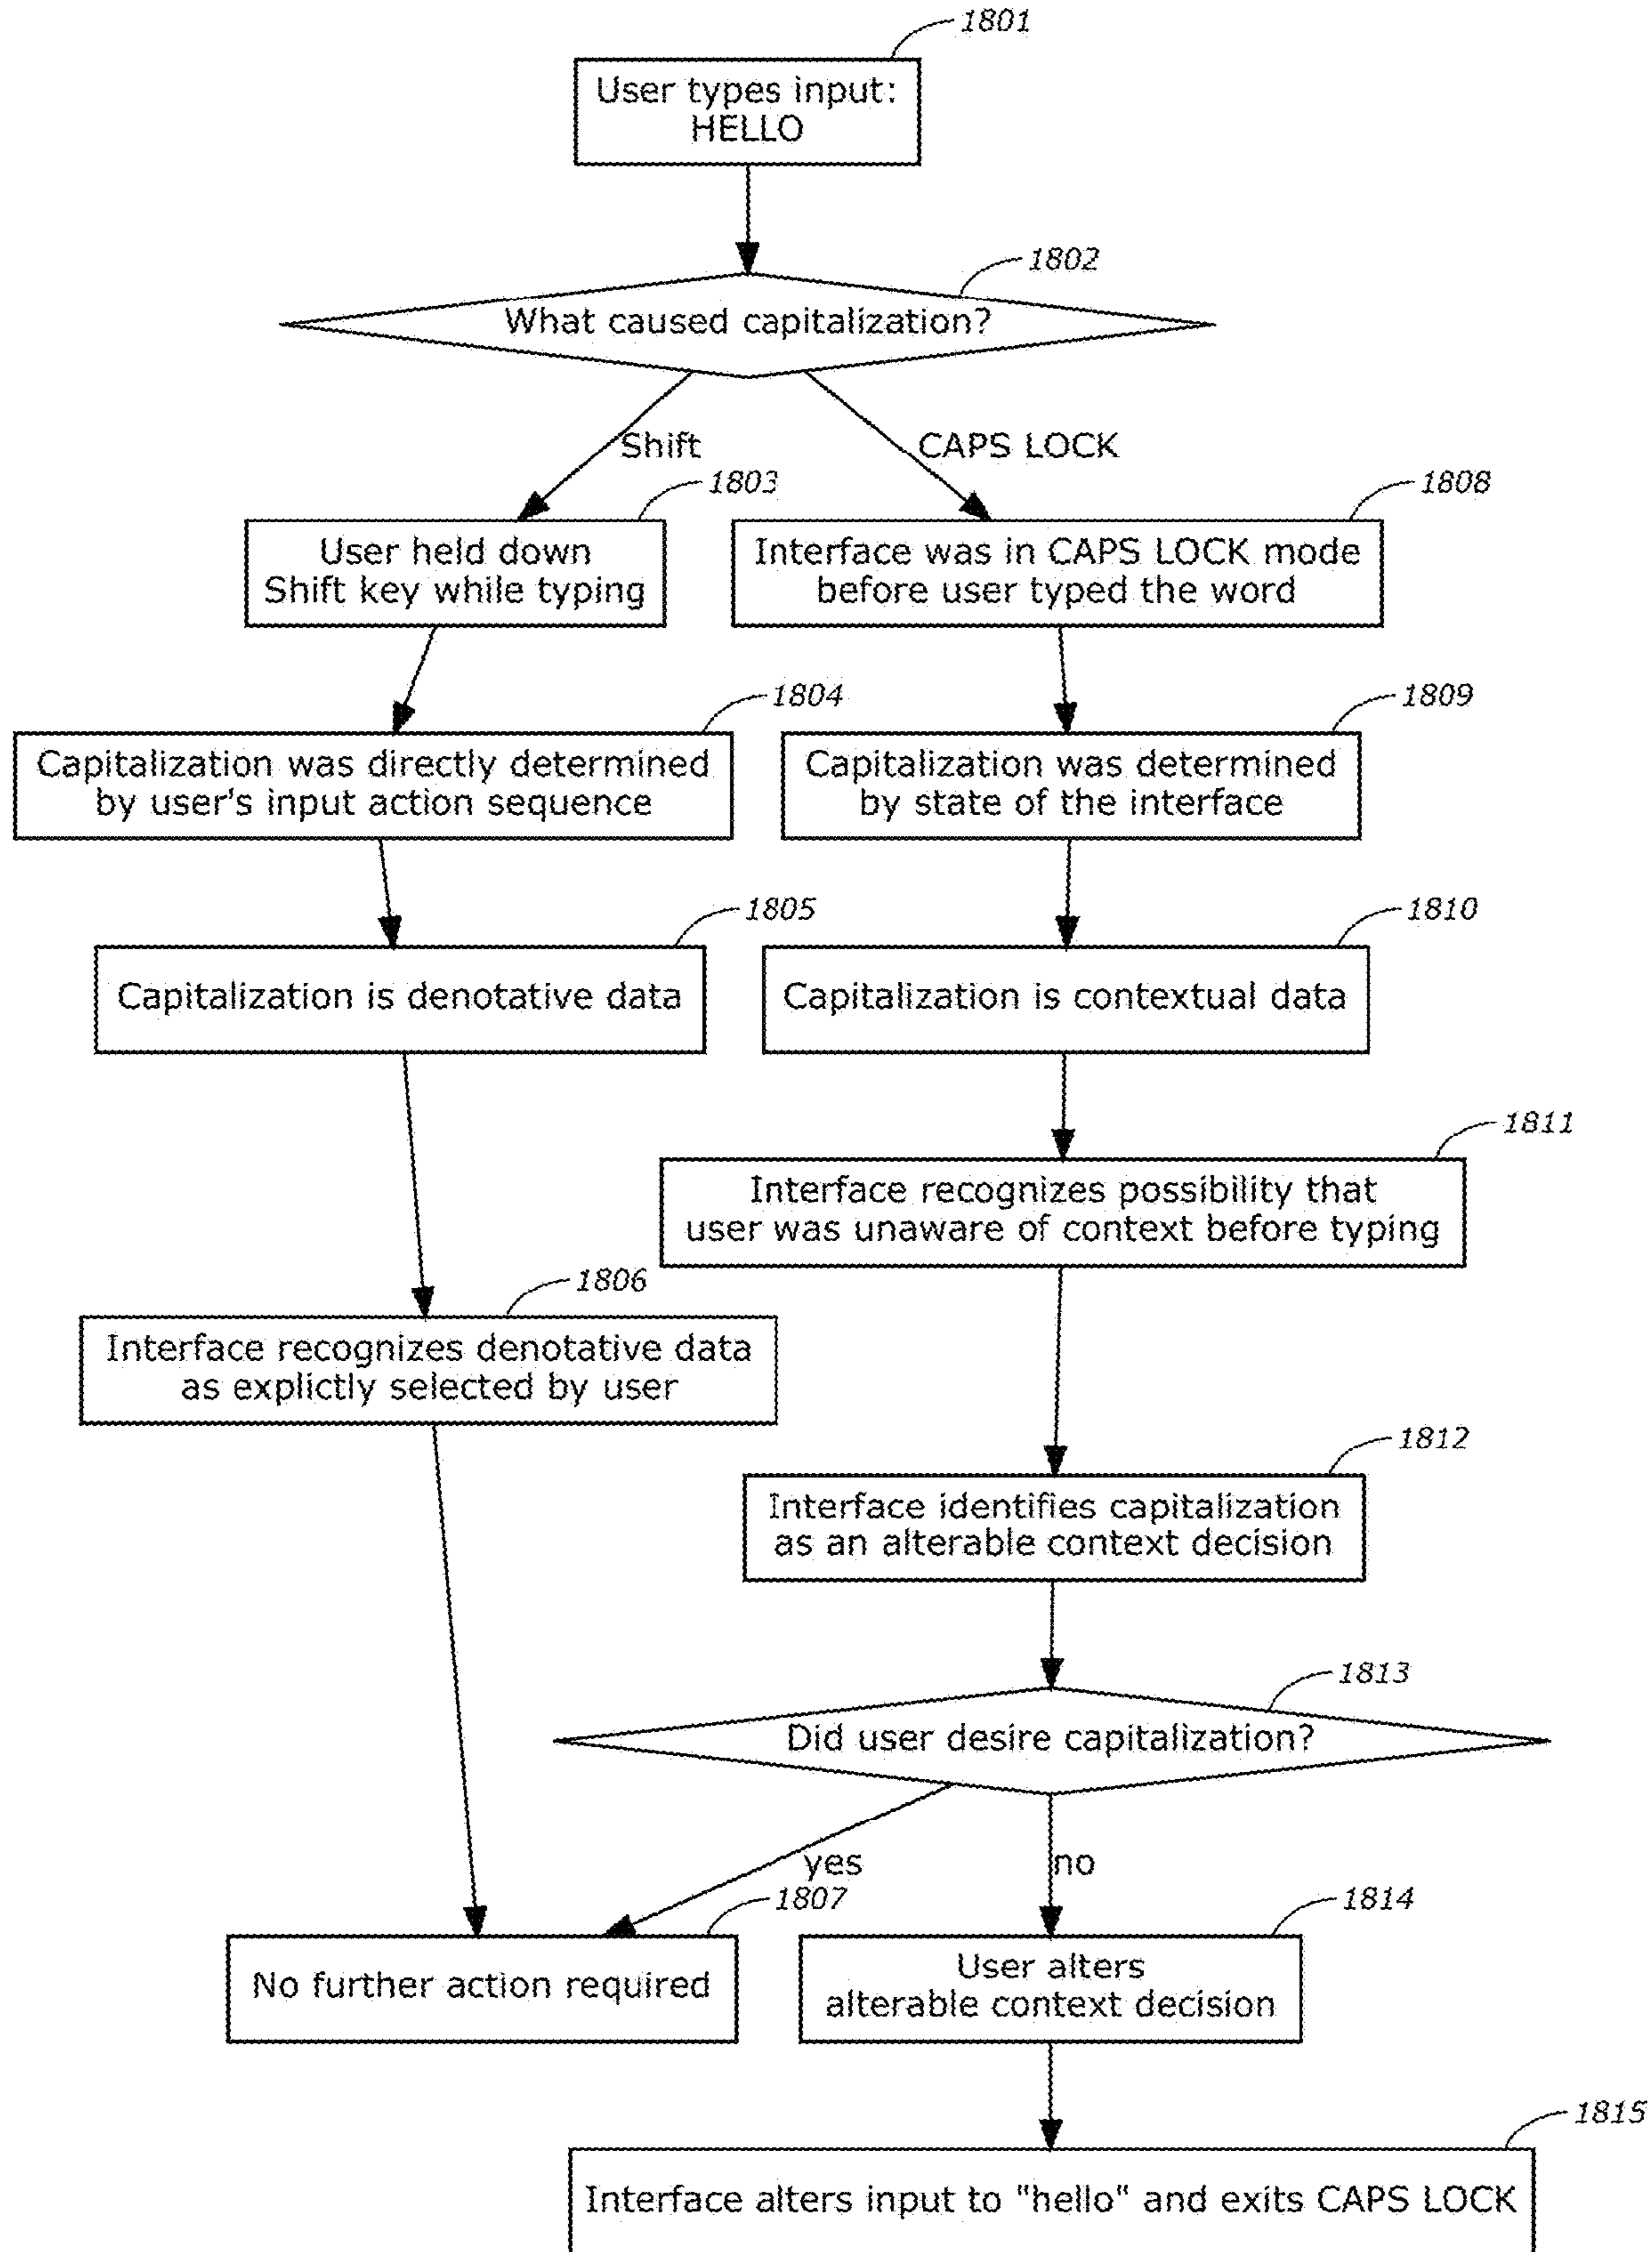 1801
User types input:
HELLO
1802
What caused capitalization?
Shift
CAPS LOCK
1803
1808
User held down
Shift key while typing
Interface was in CAPS LOCK mode
before user typed the word
1804
1809
Capitalization was directly determined
by user's input action sequence
Capitalization was determined
by state of the interface
1805
1810
Capitalization is denotative data
Capitalization is contextual data
1811
Interface recognizes possibility that
user was unaware of context before typing
1806
Interface recognizes denotative data
as explictly selected by user
1812
Interface identifies capitalization
as an alterable context decision
1813
Did user desire capitalization?
yes
no
1807
1814
No further action required
User alters
alterable context decision
1815
Interface alters input to "hello" and exits CAPS LOCK